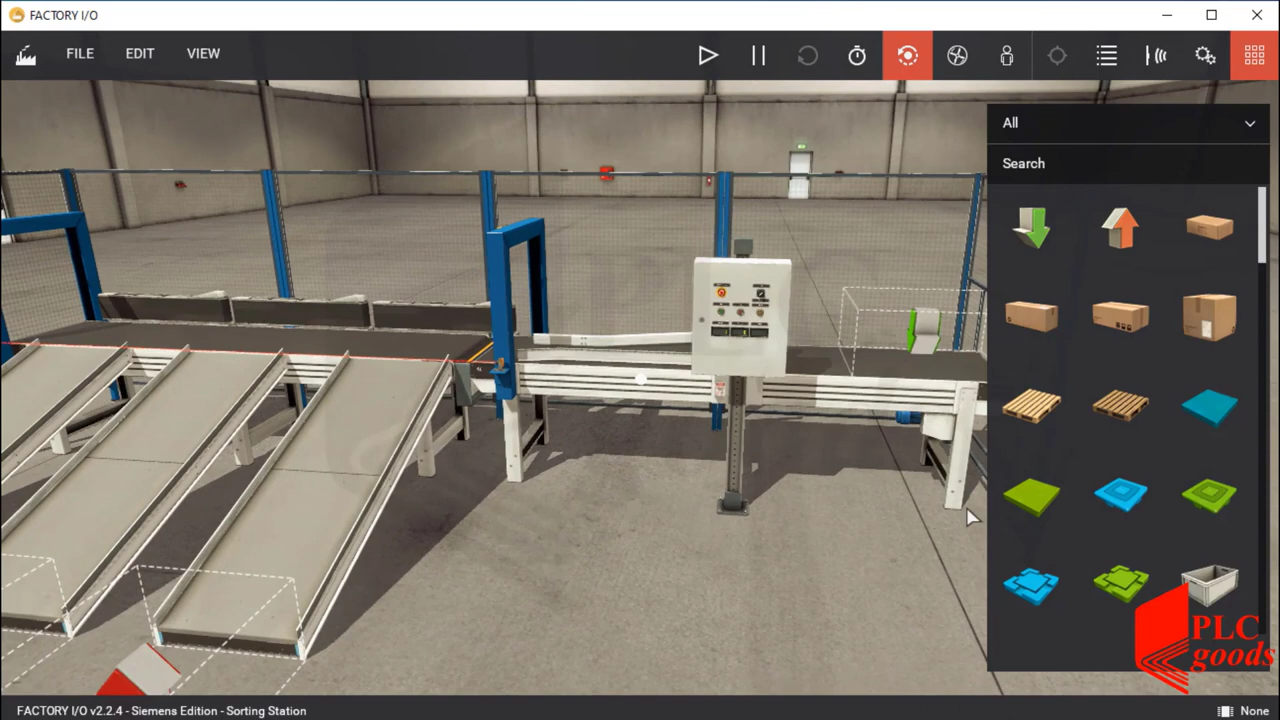 FACTORY I/O
FILE EDIT VIEW
All
Search
PLC
goods
FACTORY I/O v2.2.4 - Siemens Edition - Sorting Station
None